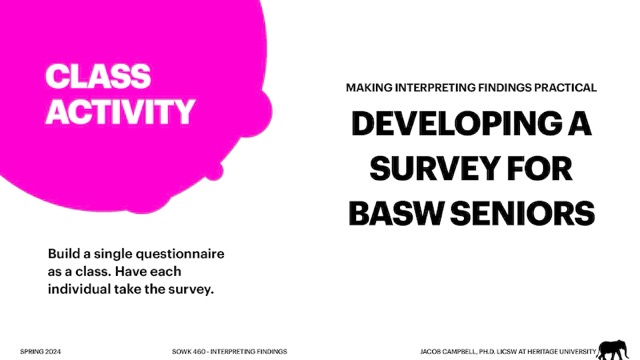 CLASS
ACTIVITY
Build a single questionnaire
as a class. Have each
individual take the survey.
MAKING INTERPRETING FINDINGS PRACTICAL
DEVELOPING A
SURVEY FOR
BASW SENIORS
SPRING 2024
SOWK 460 - INTERPRETING FINDINGS
JACOB CAMPBELL, PH.D. LICSW AT HERITAGE UNIVERSITY